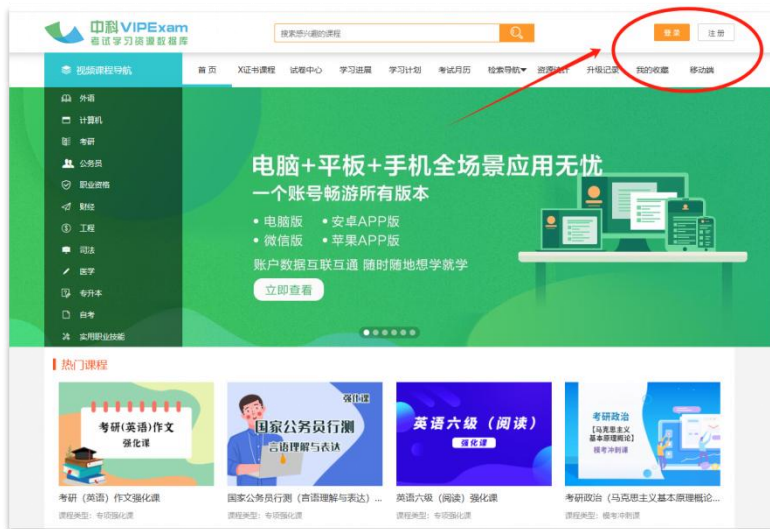 中科VIPExam
考试学习资源数据库
搜索感兴趣的课程
登录
注册
视频课程导航
首页
X证书课程
试卷中心
学习进展
学习计划
考试月历
检索导航▼
资源统计
升级记录
我的收藏
移动端
外语
计算机
考研
公务员
职业资格
财经
工程
司法
医学
专升本
自考
实用职业技能
电脑+平板+手机全场景应用无忧
一个账号畅游所有版本
• 电脑版 • 安卓APP版
• 微信版 • 苹果APP版
账户数据互联互通 随时随地想学就学
立即查看
热门课程
考研(英语)作文
强化课
强化课
国家公务员行测
言语理解与表达
英语六级（阅读）
强化课
考研政治
【马克思主义
基本原理概论】
模考冲刺课
考研（英语）作文强化课
国家公务员行测（言语理解与表达）...
英语六级（阅读）强化课
考研政治（马克思主义基本原理概论...
课程类型：专项强化课
课程类型：专项强化课
课程类型：专项强化课
课程类型：模考冲刺课